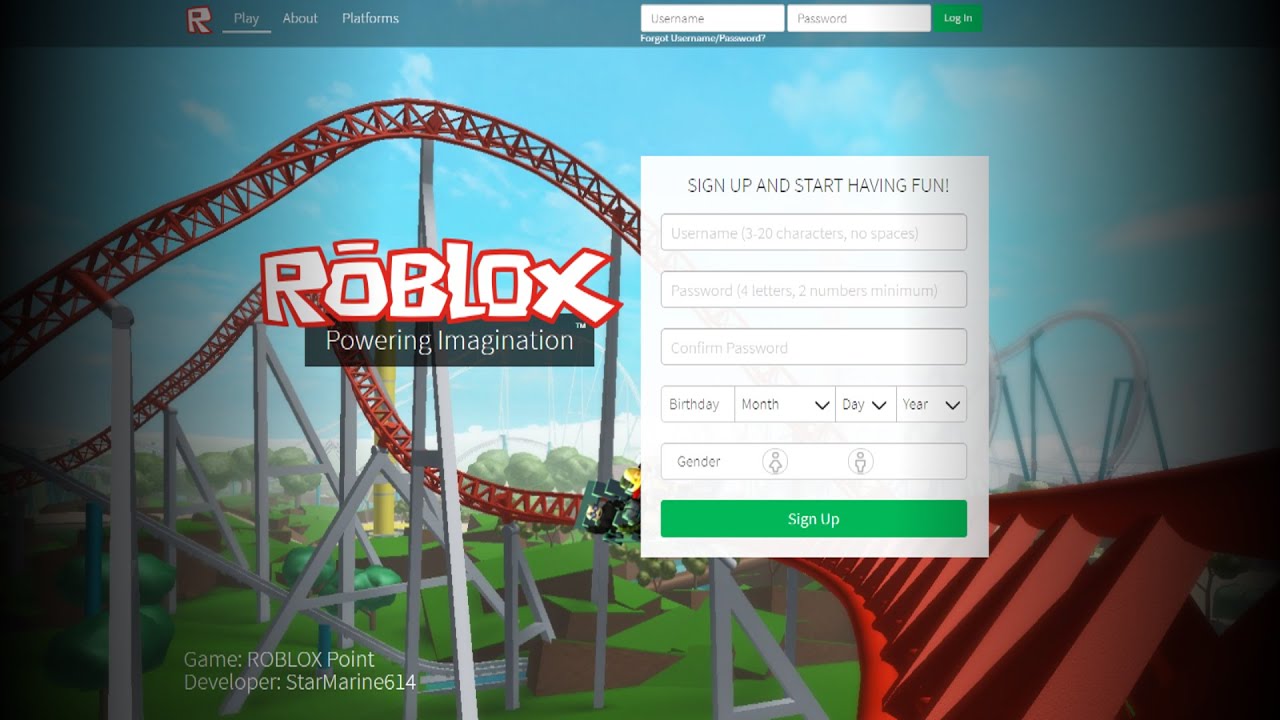 R Play About Platforms Username Password Log In
Forgot Username/Password?
SIGN UP AND START HAVING FUN!
Username (3-20 characters, no spaces)
Password (4 letters, 2 numbers minimum)
Confirm Password
Birthday Month Day Year
Gender
Sign Up
RŌBLOX
Powering Imagination™
Game: ROBLOX Point
Developer: StarMarine614